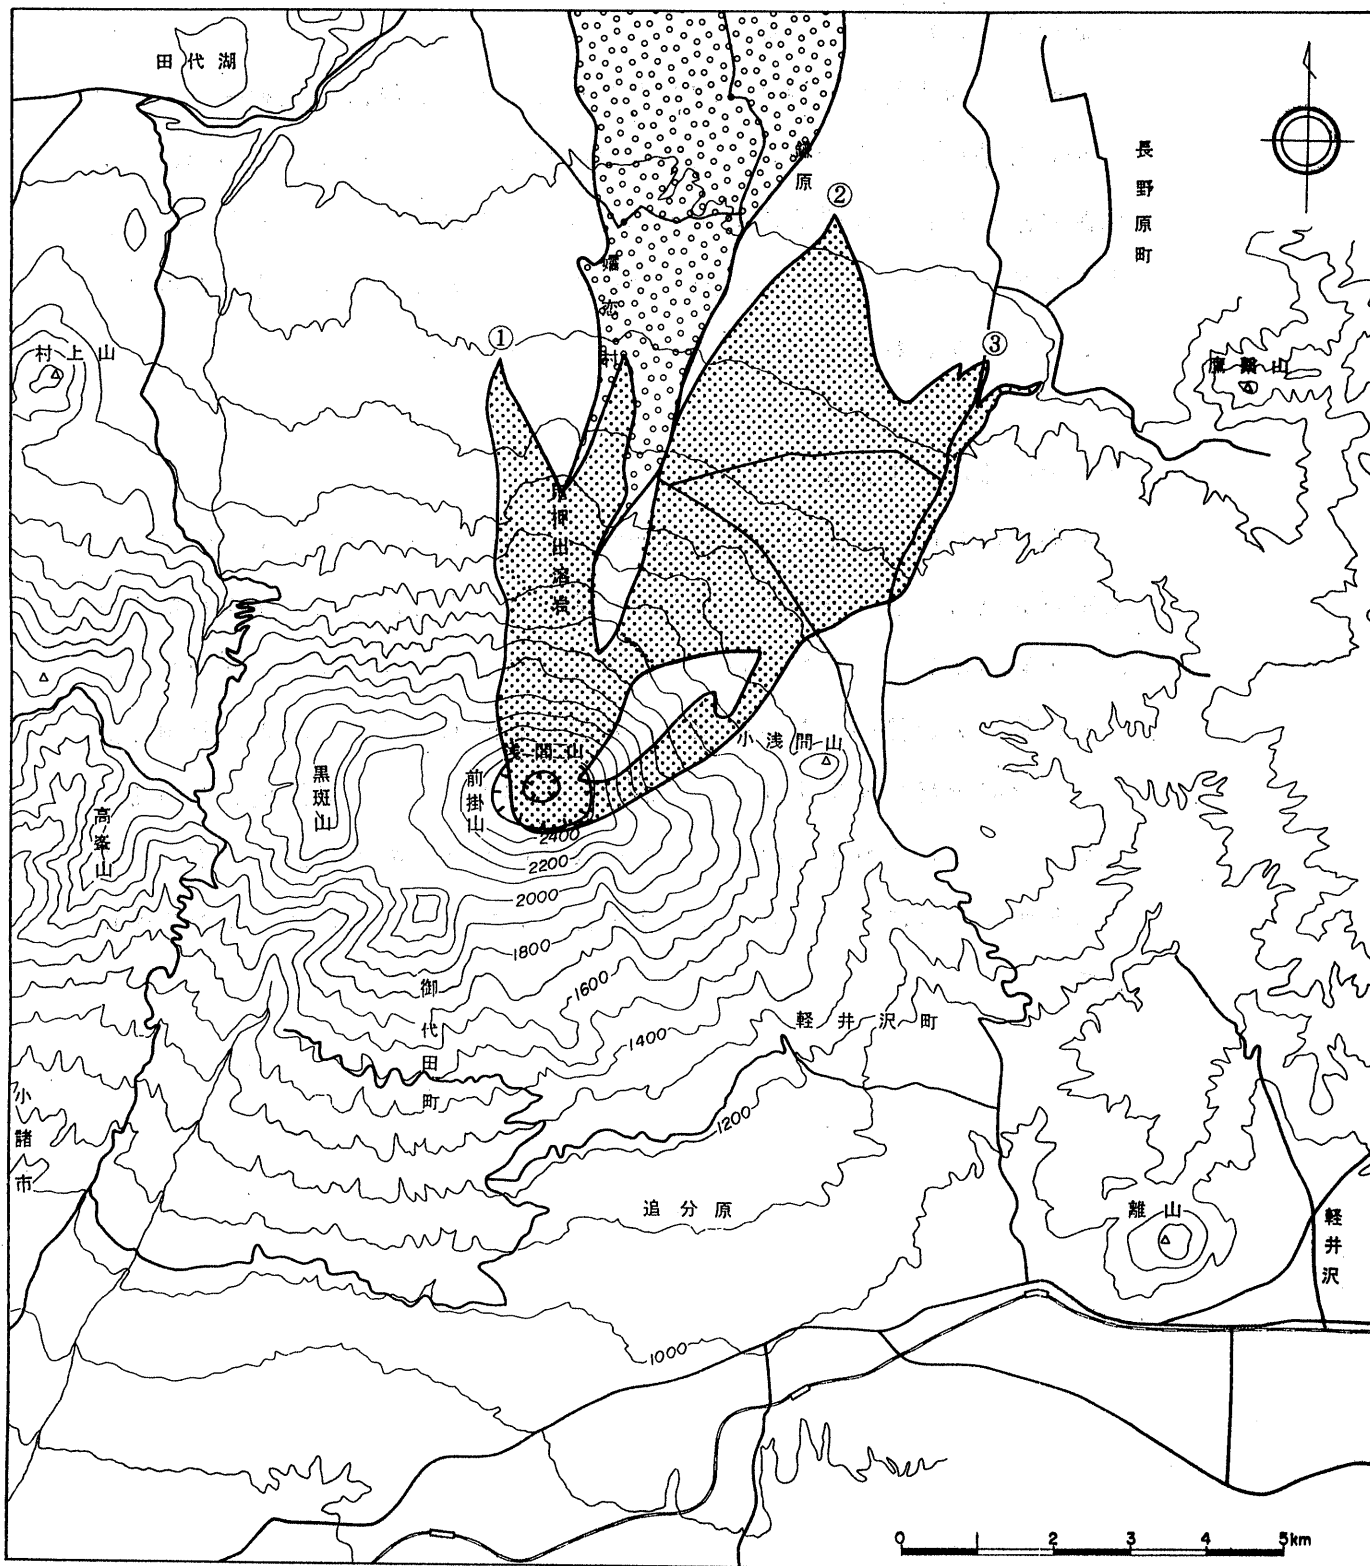 田代湖
鎌原
長野原町
②
嬬恋村
①
③
村上山
鷹繋山
鬼押出溶岩
浅間山
小浅間山
前掛山
黒斑山
高峯山
2400
2200
2000
1800
1600
1400
1200
1000
御代田町
軽井沢町
小諸市
追分原
離山
軽井沢
0 1 2 3 4 5km